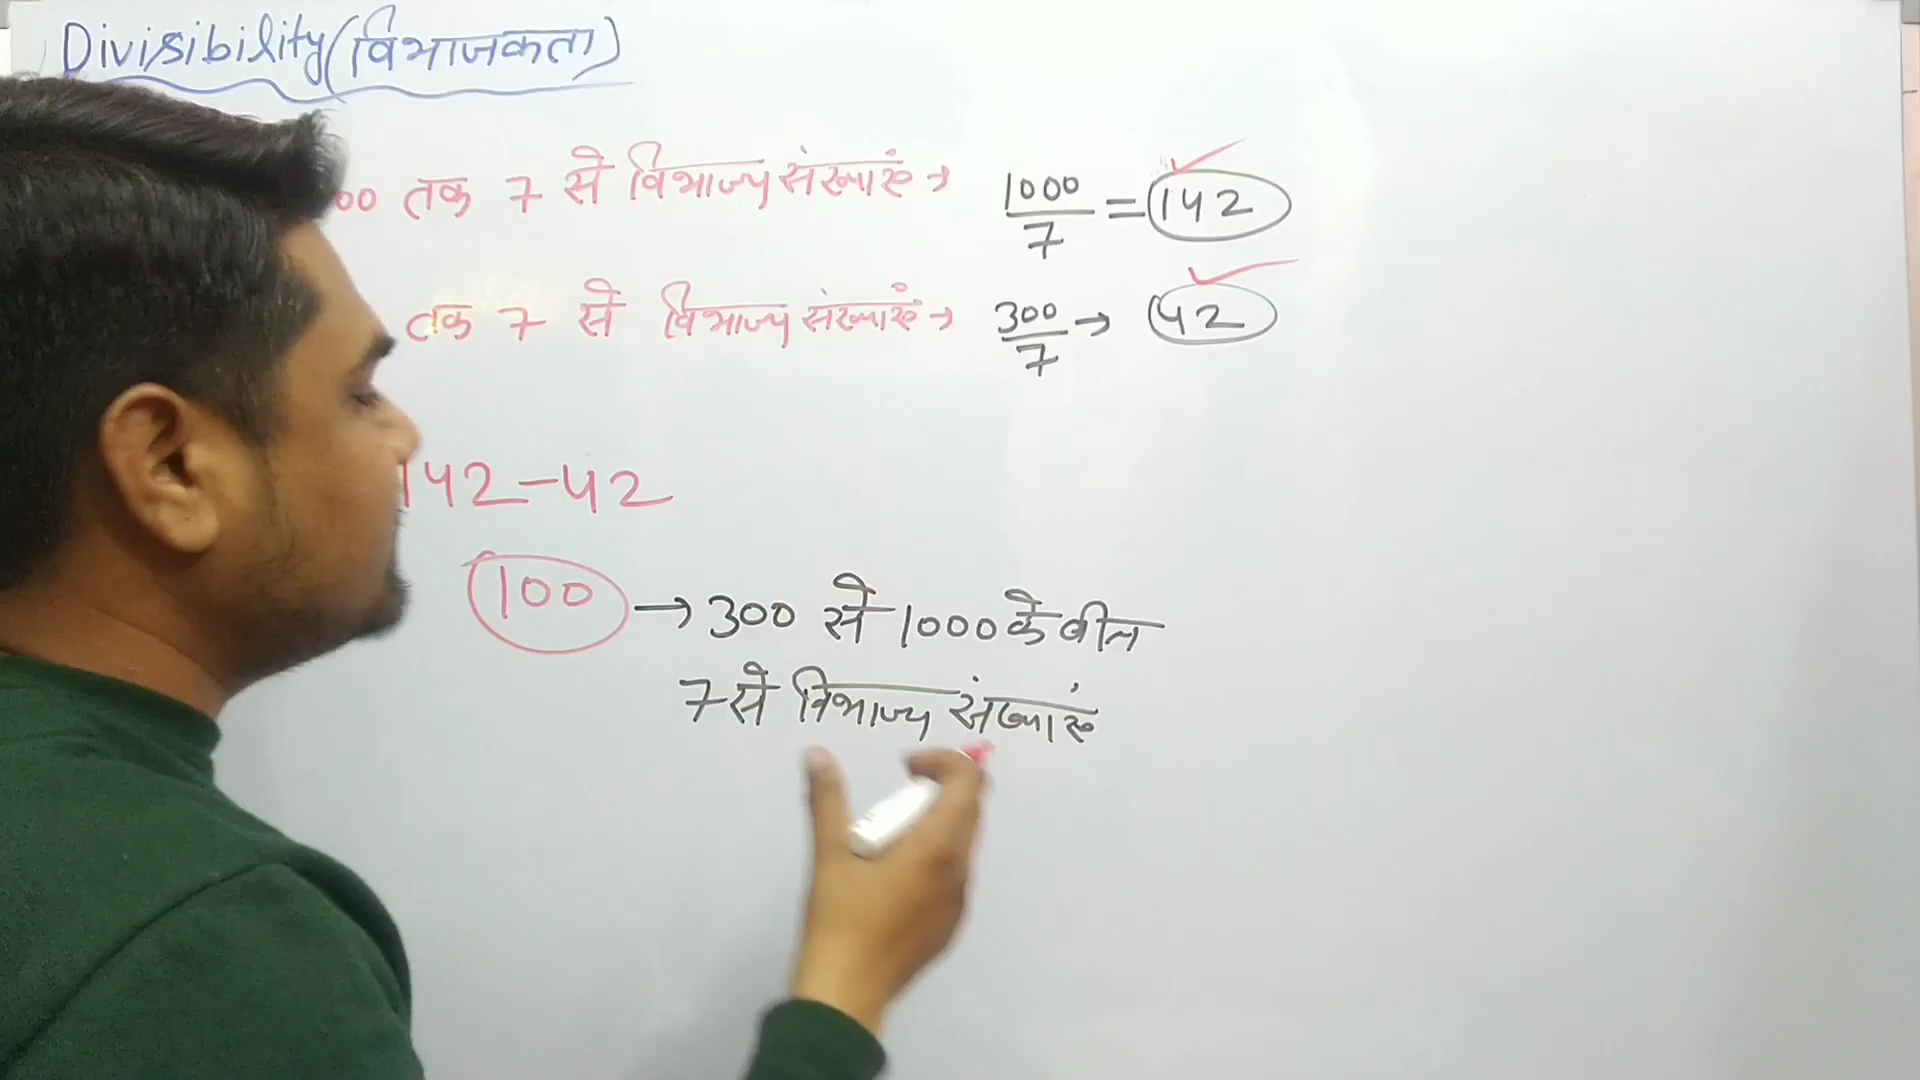 Divisibility (विभाजकता)
00 तक 7 से विभाज्य संख्याएं → 1000/7 = 142
तक 7 से विभाज्य संख्याएं → 300/7 → 42
142-42
100 → 300 से 1000 के बीच
7 से विभाज्य संख्याएं